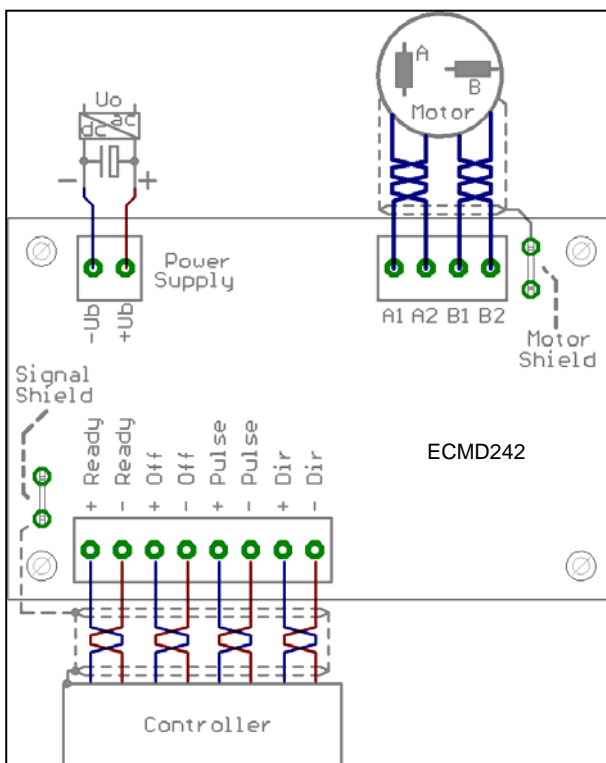 Uo
dc ac
- +
A
B
Motor
Power
Supply
-Ub
+Ub
A1 A2 B1 B2
Motor
Shield
Signal
Shield
+ Ready
- Ready
+ Off
- Off
+ Pulse
- Pulse
+ Dir
- Dir
ECMD242
Controller